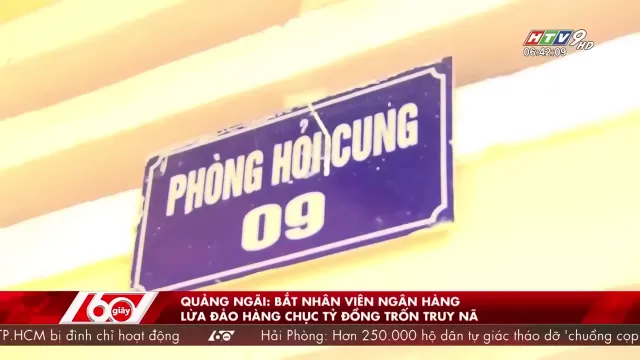 HTV9 HD
06:42:09
PHÒNG HỎI CUNG
09
60 giây
QUẢNG NGÃI: BẮT NHÂN VIÊN NGÂN HÀNG
LỪA ĐẢO HÀNG CHỤC TỶ ĐỒNG TRỐN TRUY NÃ
TP.HCM bị đình chỉ hoạt động 60 Hải Phòng: Hơn 250.000 hộ dân tự giác tháo dỡ 'chuồng cọp